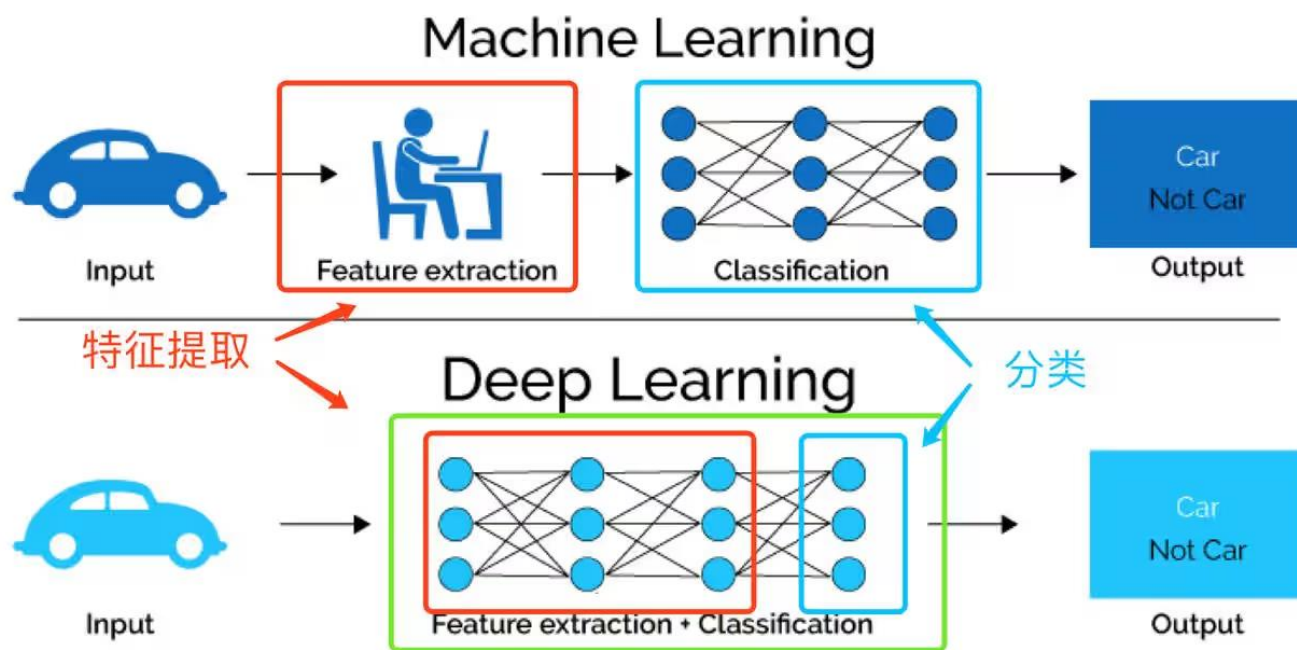 Machine Learning
Car
Not Car
Input
Feature extraction
Classification
Output
特征提取
分类
Deep Learning
Car
Not Car
Input
Feature extraction + Classification
Output